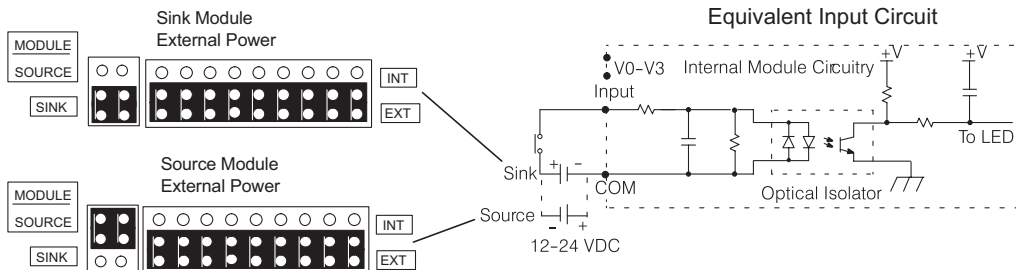 Sink Module
External Power
MODULE
SOURCE
SINK
INT
EXT
Source Module
External Power
MODULE
SOURCE
SINK
INT
EXT
Equivalent Input Circuit
V0-V3
Internal Module Circuitry
+V
+V
Input
To LED
Sink
+ -
COM
Optical Isolator
Source
- +
12-24 VDC